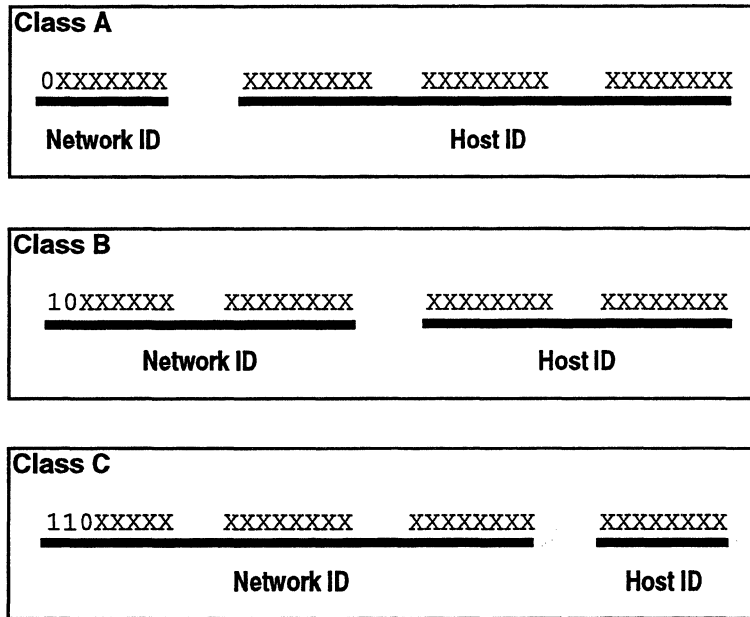 Class A
0XXXXXXX XXXXXXXX XXXXXXXX XXXXXXXX
Network ID Host ID
Class B
10XXXXXX XXXXXXXX XXXXXXXX XXXXXXXX
Network ID Host ID
Class C
110XXXXX XXXXXXXX XXXXXXXX XXXXXXXX
Network ID Host ID